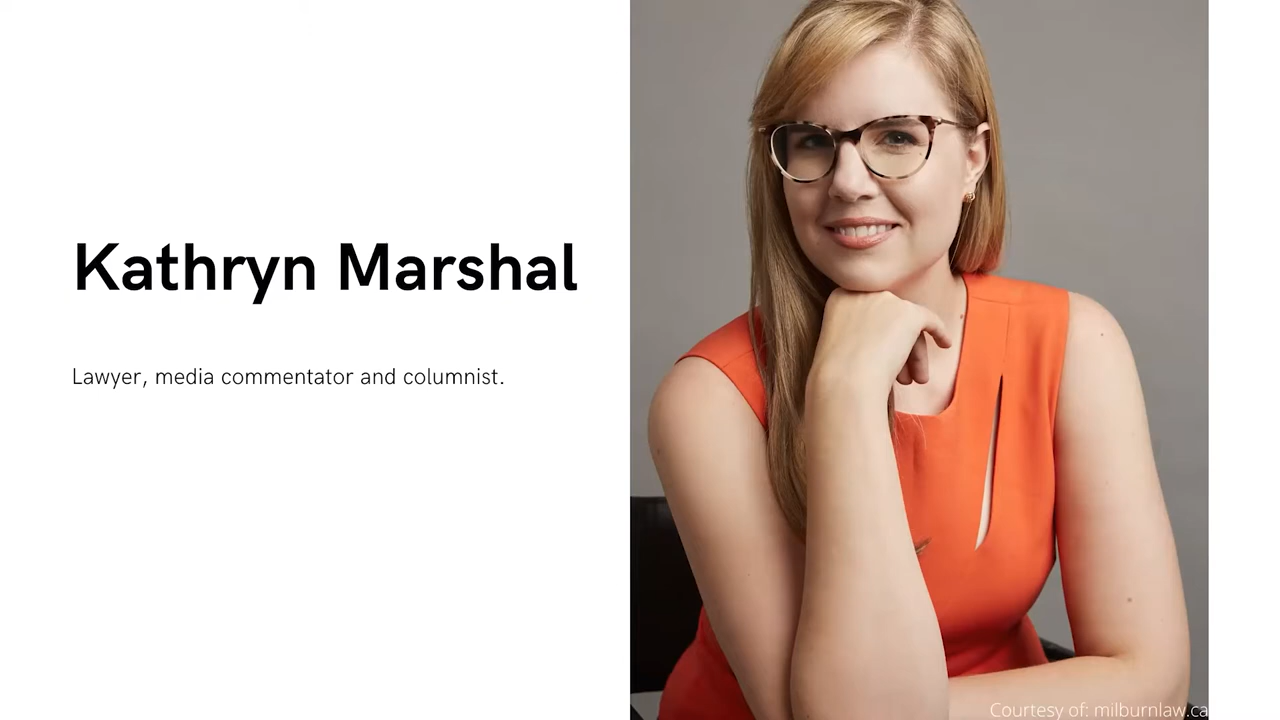 Kathryn Marshal
Lawyer, media commentator and columnist.
Courtesy of: milburnlaw.ca